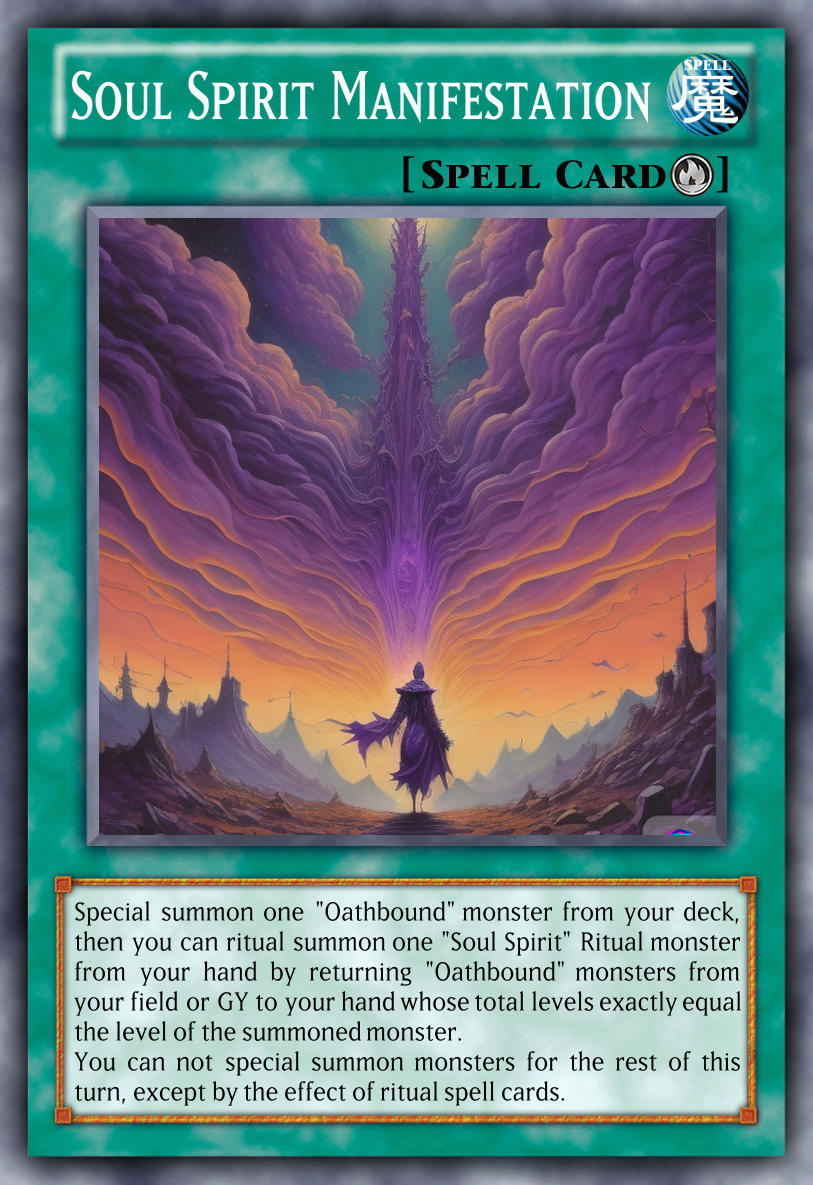 Soul Spirit Manifestation
SPELL
魔
[Spell Card]
Special summon one "Oathbound" monster from your deck,
then you can ritual summon one "Soul Spirit" Ritual monster
from your hand by returning "Oathbound" monsters from
your field or GY to your hand whose total levels exactly equal
the level of the summoned monster.
You can not special summon monsters for the rest of this
turn, except by the effect of ritual spell cards.